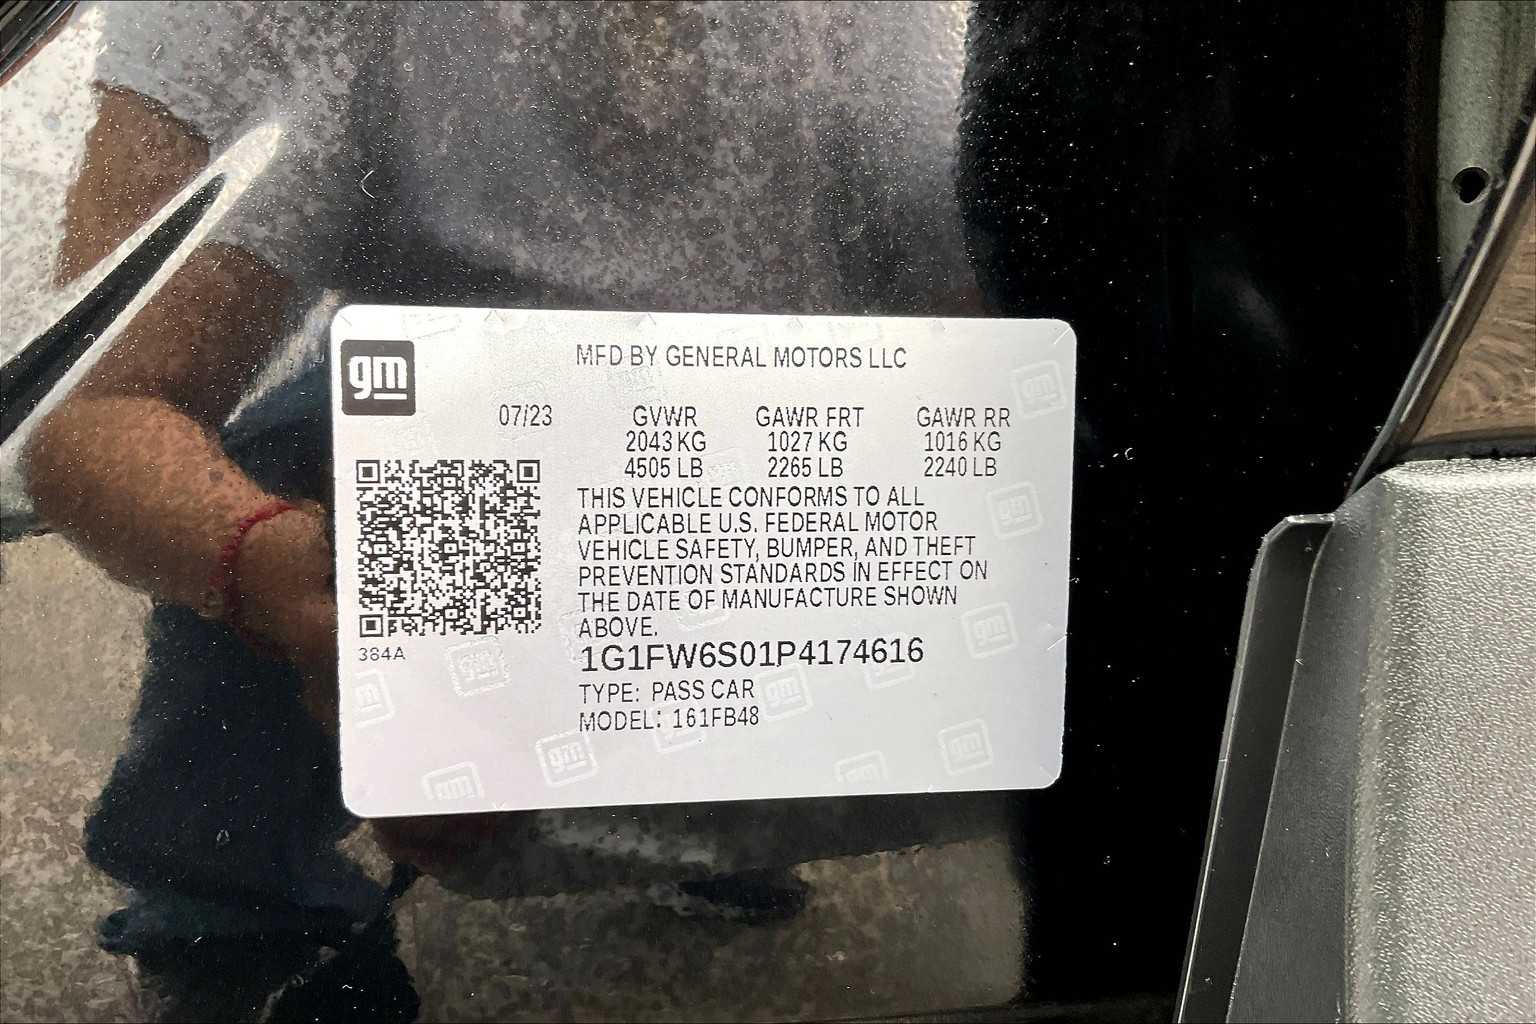 gm
MFD BY GENERAL MOTORS LLC
07/23 GVWR GAWR FRT GAWR RR
2043 KG 1027 KG 1016 KG
4505 LB 2265 LB 2240 LB
THIS VEHICLE CONFORMS TO ALL
APPLICABLE U.S. FEDERAL MOTOR
VEHICLE SAFETY, BUMPER, AND THEFT
PREVENTION STANDARDS IN EFFECT ON
THE DATE OF MANUFACTURE SHOWN
ABOVE.
384A
1G1FW6S01P4174616
TYPE: PASS CAR
MODEL: 161FB48